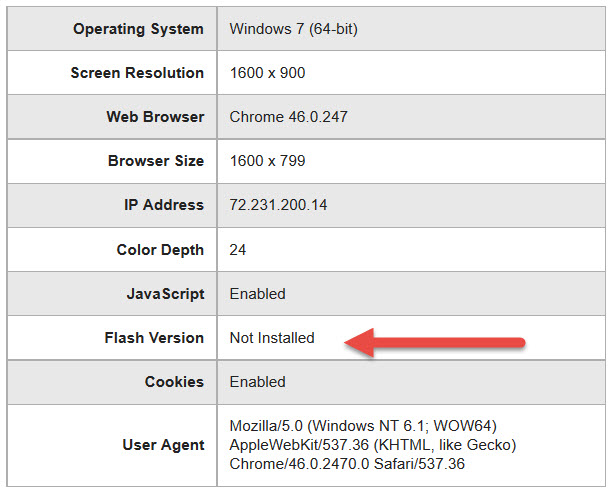 Operating System Windows 7 (64-bit)
Screen Resolution 1600 x 900
Web Browser Chrome 46.0.247
Browser Size 1600 x 799
IP Address 72.231.200.14
Color Depth 24
JavaScript Enabled
Flash Version Not Installed
Cookies Enabled
User Agent Mozilla/5.0 (Windows NT 6.1; WOW64)
AppleWebKit/537.36 (KHTML, like Gecko)
Chrome/46.0.2470.0 Safari/537.36